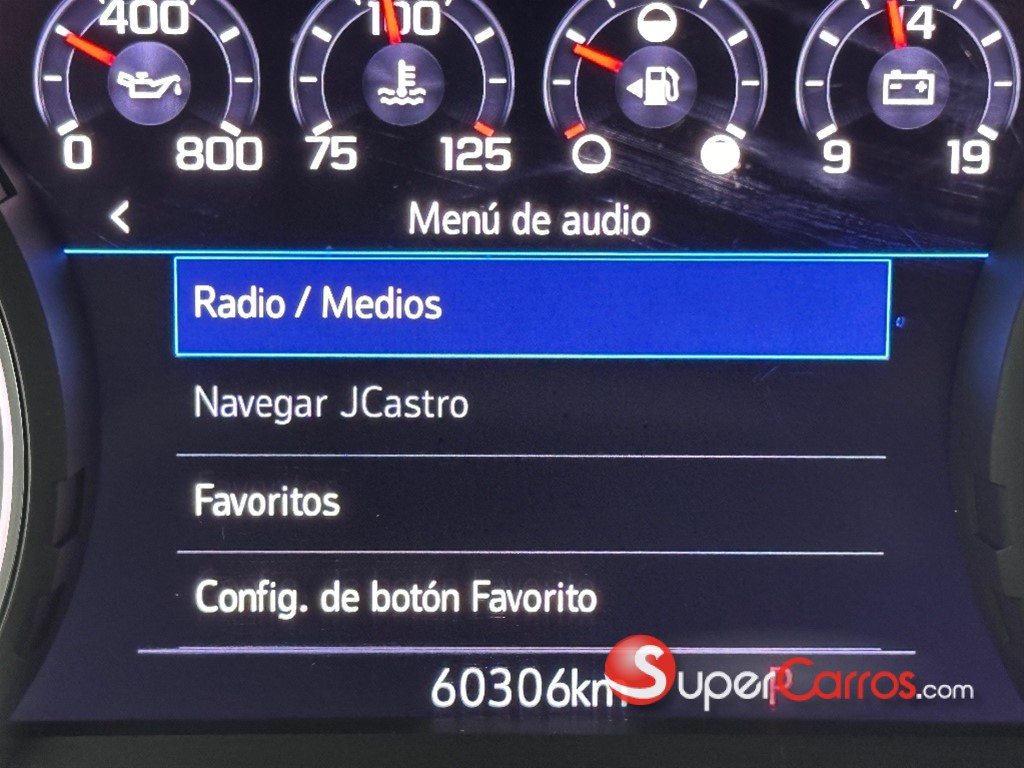 400 100 14
0 800 75 125 9 19
Menú de audio
Radio / Medios
Navegar JCastro
Favoritos
Config. de botón Favorito
60306km P
SuperCarros.com